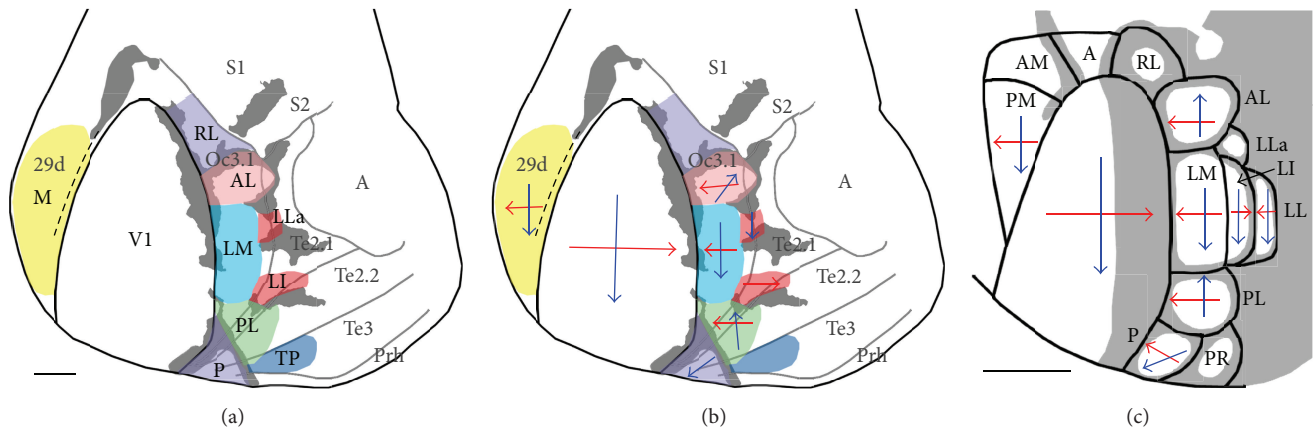 S1
S2
RL
29d
Oc3.1
M
AL
A
LLa
V1
LM
Te2.1
LI
Te2.2
PL
Te3
TP
Prh
P
(a)
S1
S2
29d
Oc3.1
A
Te2.1
Te2.2
Te3
Prh
(b)
A
AM
RL
PM
AL
LLa
LM
LI
LL
PL
P
PR
(c)